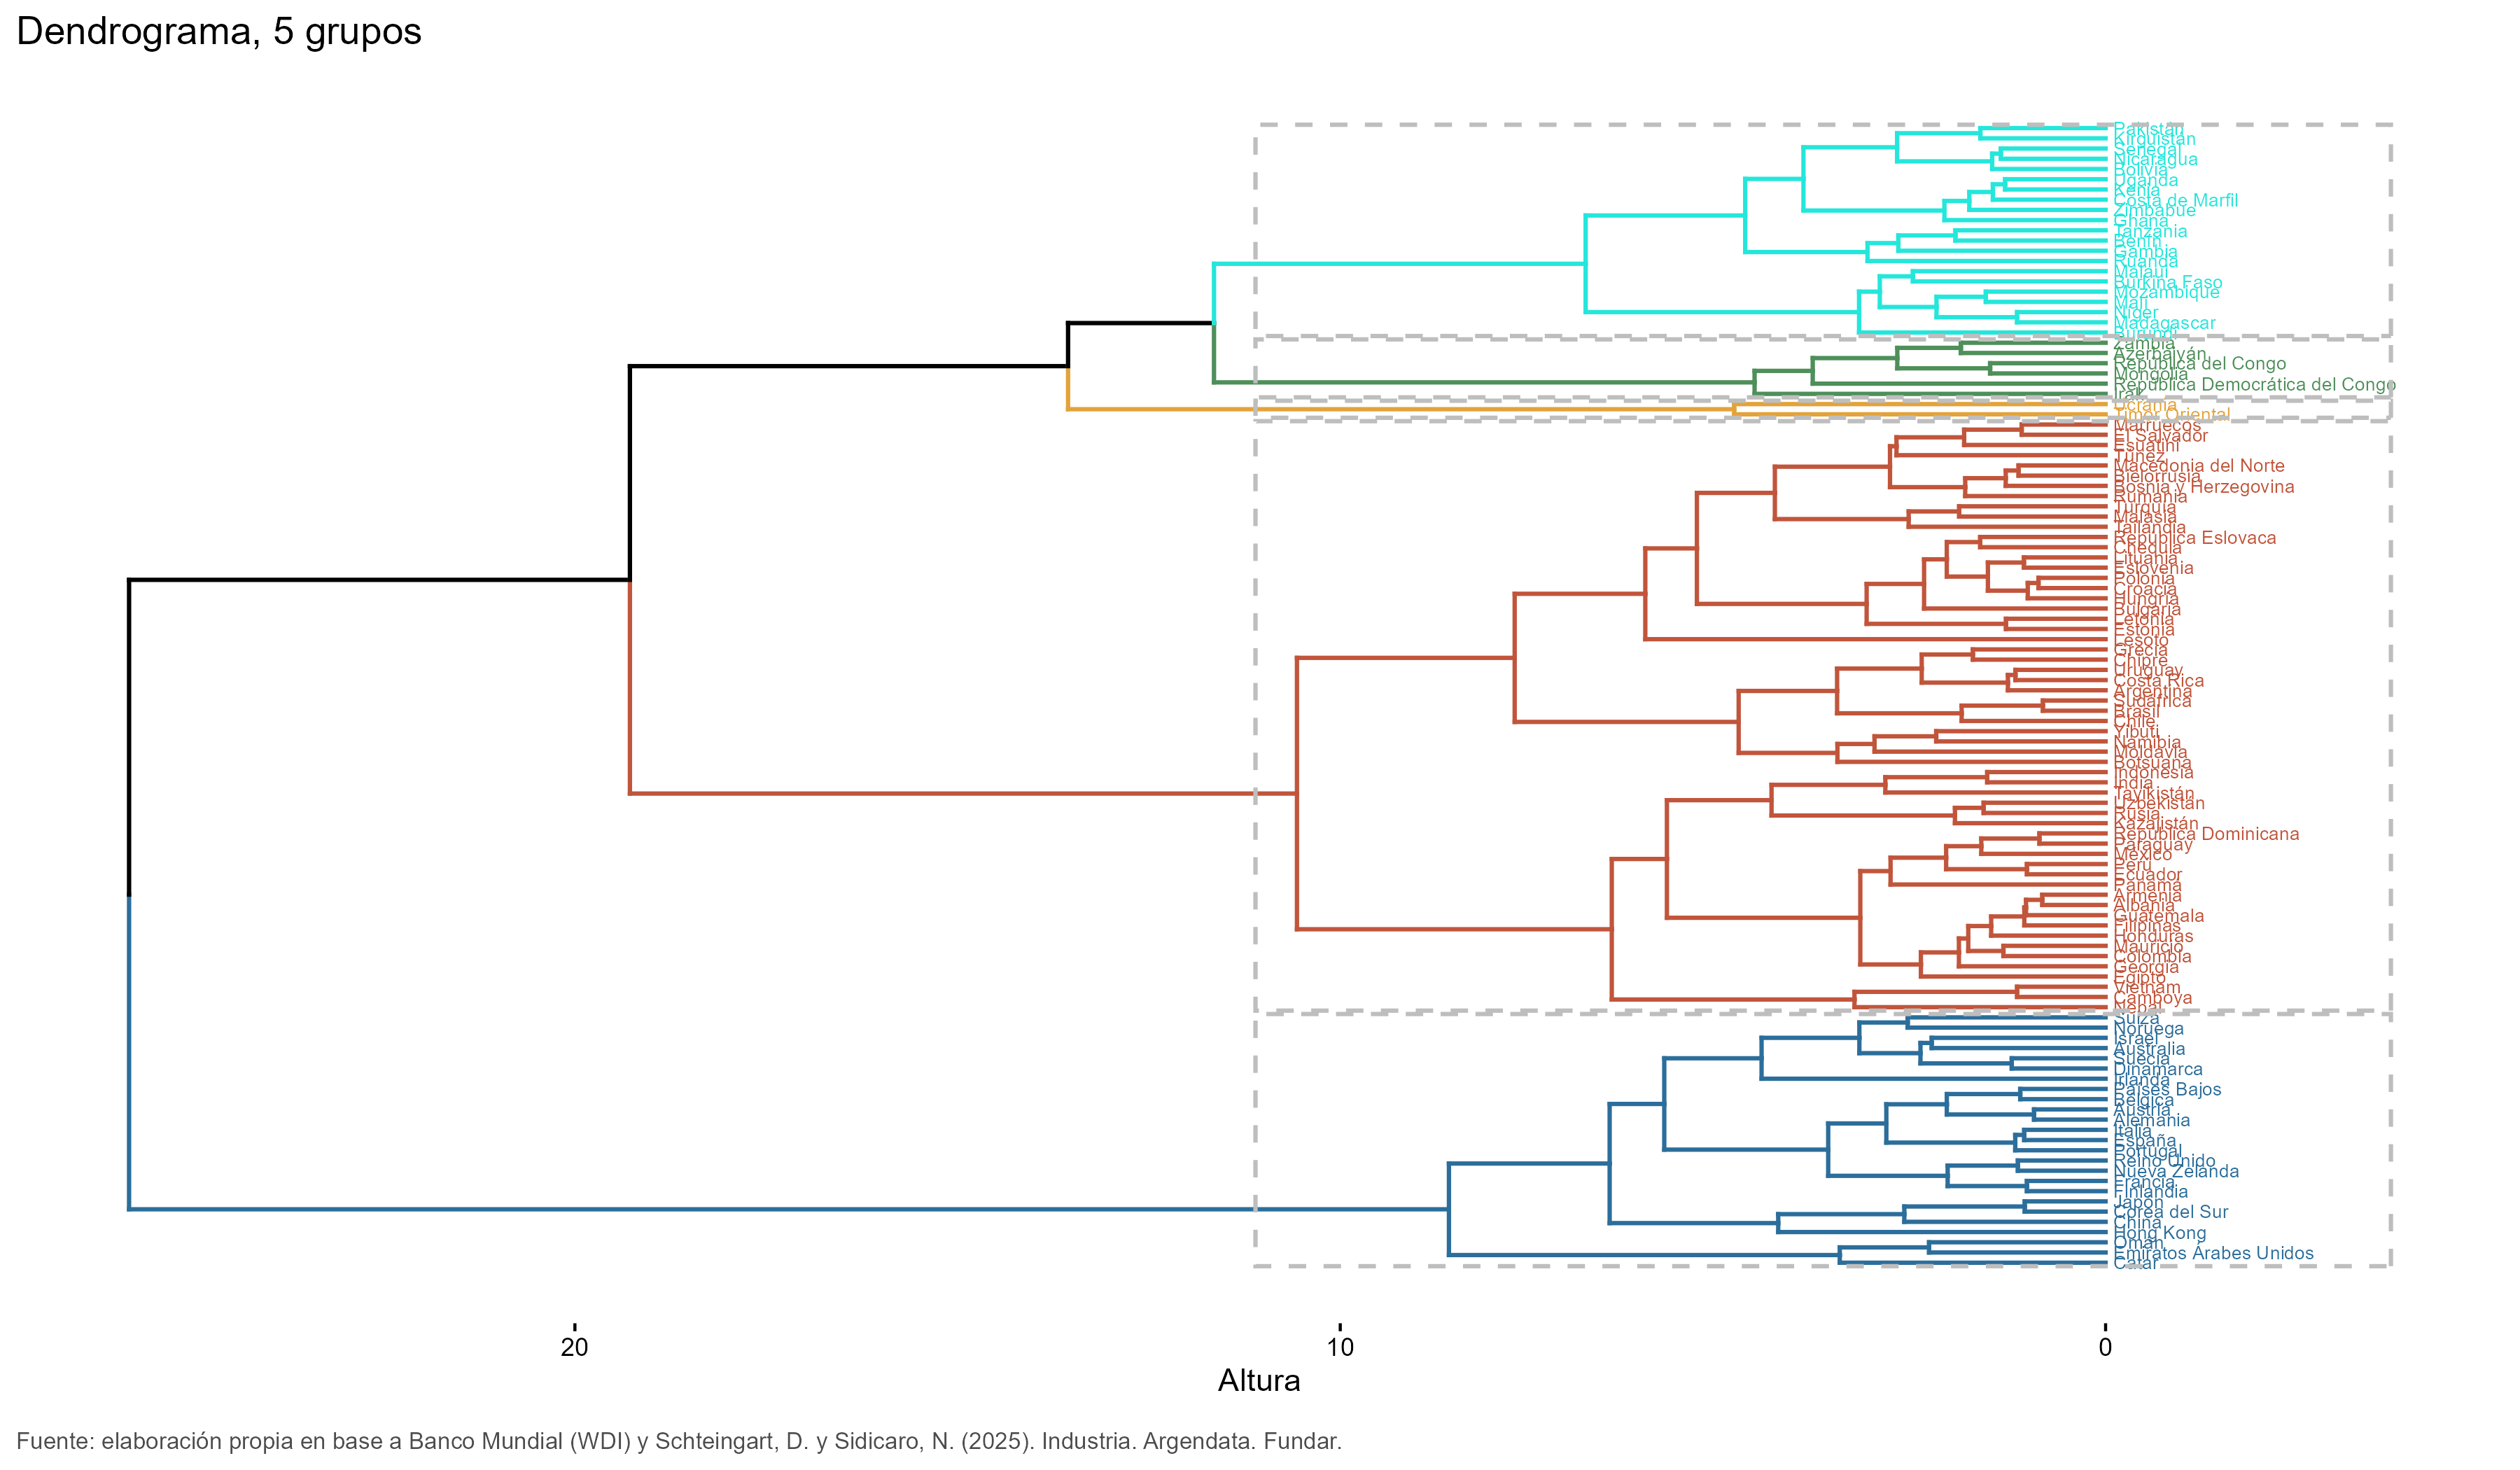 Dendrograma, 5 grupos
Pakistán
Kirguistán
Senegal
Nicaragua
Bolivia
Uganda
Kenia
Costa de Marfil
Zimbabue
Ghana
Tanzania
Benín
Gambia
Ruanda
Malaui
Burkina Faso
Mozambique
Malí
Níger
Madagascar
Burundi
Zambia
Azerbaiyán
República del Congo
Mongolia
República Democrática del Congo
Irak
Ucrania
Timor Oriental
Marruecos
El Salvador
Esuatini
Túnez
Macedonia del Norte
Bielorrusia
Bosnia y Herzegovina
Rumania
Turquía
Malasia
Tailandia
República Eslovaca
Chequia
Lituania
Eslovenia
Polonia
Croacia
Hungría
Bulgaria
Letonia
Estonia
Lesoto
Grecia
Chipre
Uruguay
Costa Rica
Argentina
Sudáfrica
Brasil
Chile
Yibuti
Namibia
Moldavia
Botsuana
Indonesia
India
Tayikistán
Uzbekistán
Rusia
Kazajistán
República Dominicana
Paraguay
México
Perú
Ecuador
Panamá
Armenia
Albania
Guatemala
Filipinas
Honduras
Mauricio
Colombia
Georgia
Egipto
Vietnam
Camboya
Nepal
Suiza
Noruega
Israel
Australia
Suecia
Dinamarca
Irlanda
Países Bajos
Bélgica
Austria
Alemania
Italia
España
Portugal
Reino Unido
Nueva Zelanda
Francia
Finlandia
Japón
Corea del Sur
China
Hong Kong
Omán
Emiratos Árabes Unidos
Catar
20 10 0
Altura
Fuente: elaboración propia en base a Banco Mundial (WDI) y Schteingart, D. y Sidicaro, N. (2025). Industria. Argendata. Fundar.